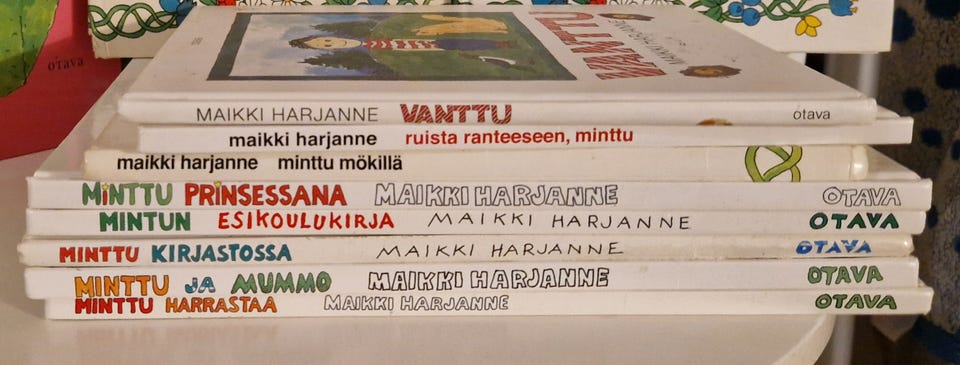 otava
VANTTU
MAIKKI HARJANNE VANTTU otava
maikki harjanne ruista ranteeseen, minttu
maikki harjanne minttu mökillä
MiNTTU PRiNSESSANA MAIKKI HARJANNE OTAVA
MINTUN ESIKOULUKIRJA MAIKKI HARJANNE OTAVA
MINTTU KIRJASTOSSA MAIKKI HARJANNE OTAVA
MINTTU JA MUMMO MAIKKI HARJANNE OTAVA
MINTTU HARRASTAA MAIKKI HARJANNE OTAVA